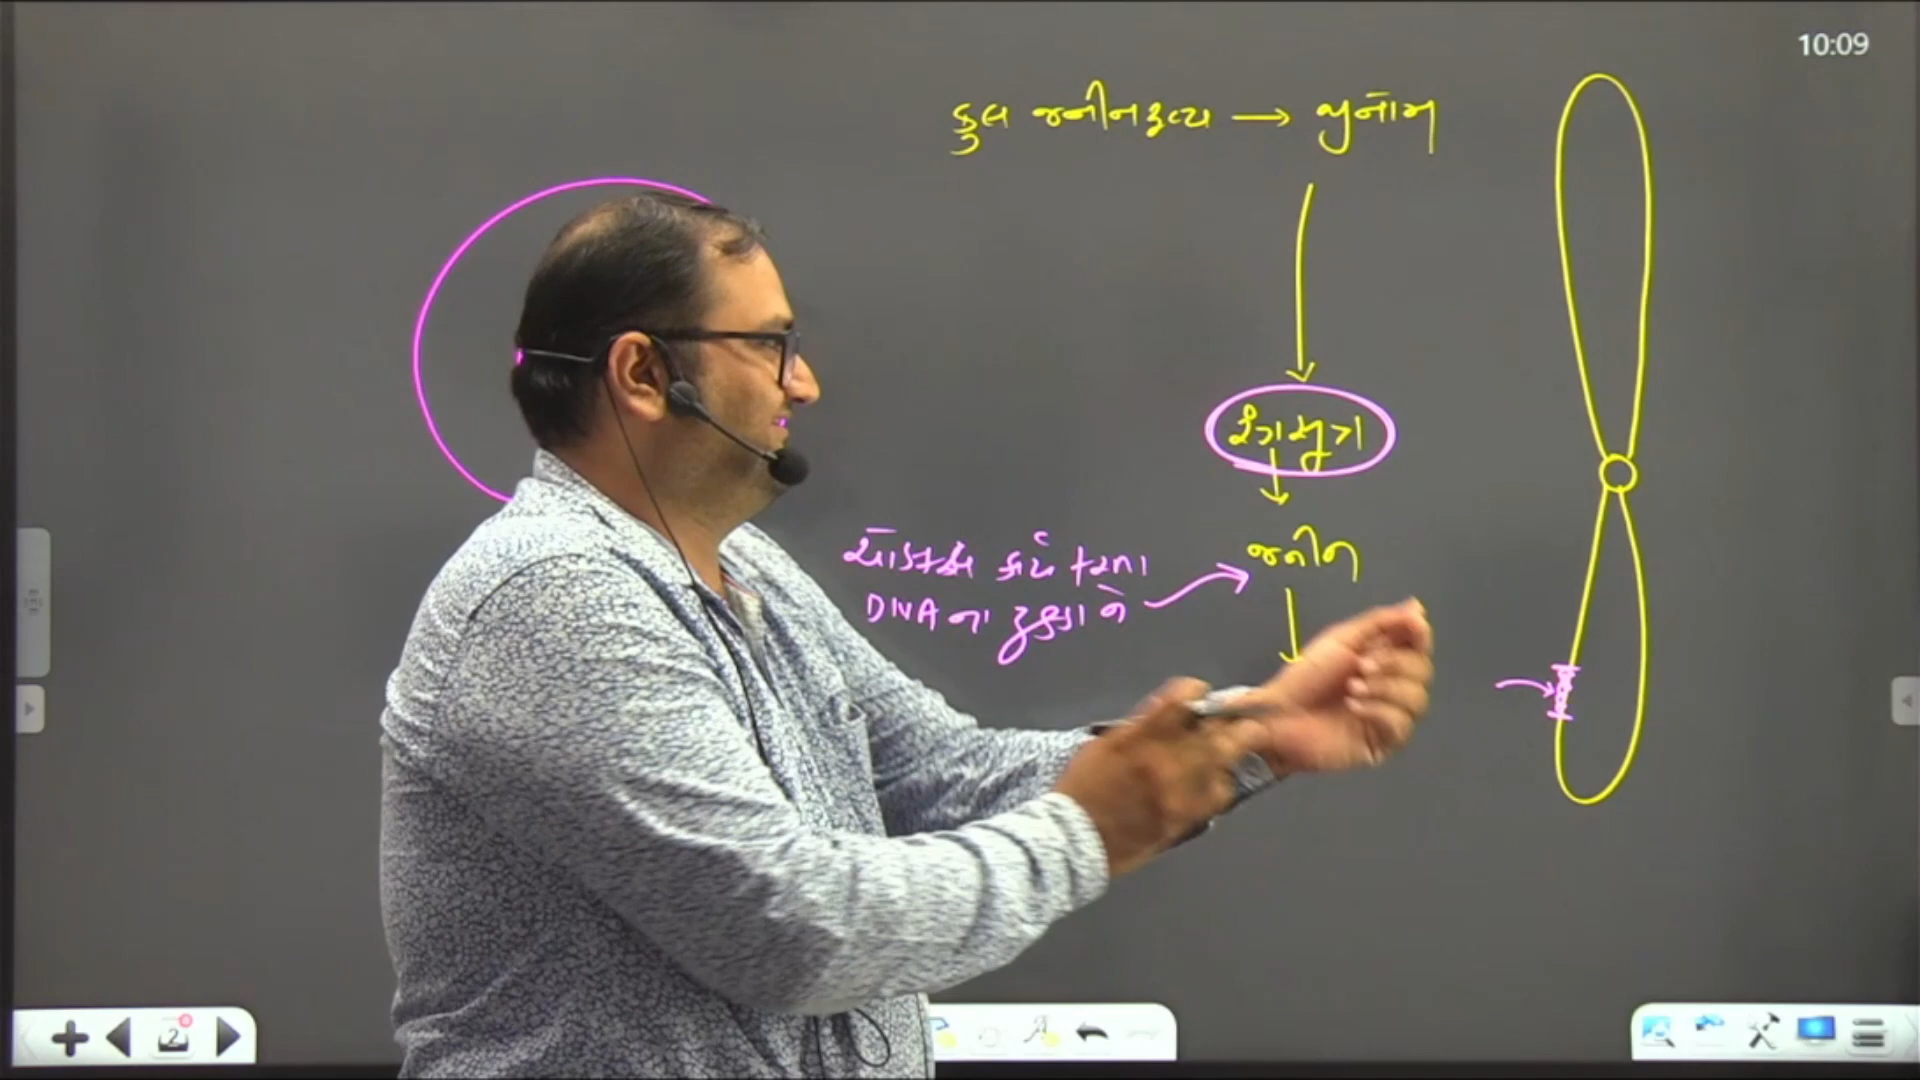 10:09
કુલ જનીનદ્રવ્ય → જીનોમ
રંગસૂત્ર
જનીન
ચોક્કસ કાર્ય કરતા
DNA ના ટુકડાને
2